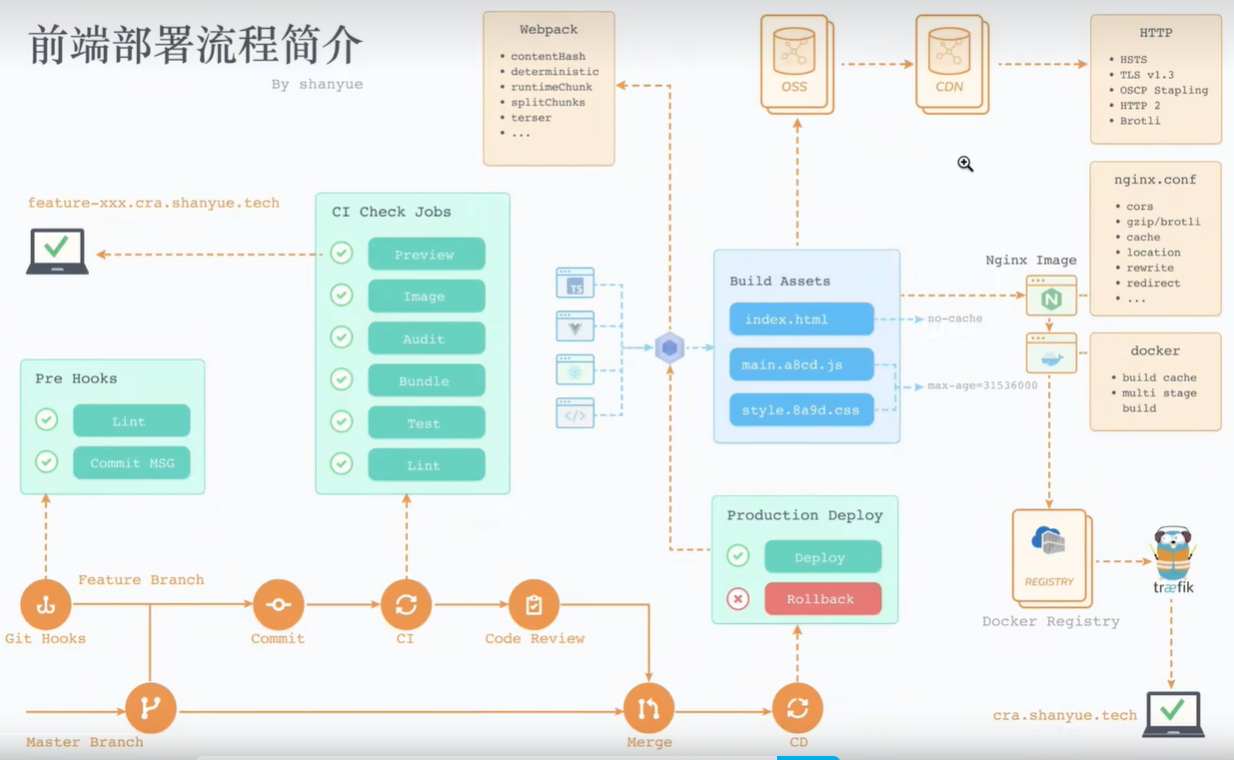 前端部署流程简介
By shanyue
Webpack
• contentHash
• deterministic
• runtimeChunk
• splitChunks
• terser
• ...
OSS
CDN
HTTP
• HSTS
• TLS v1.3
• OSCP Stapling
• HTTP 2
• Brotli
feature-xxx.cra.shanyue.tech
CI Check Jobs
Preview
Image
Audit
Bundle
Test
Lint
Pre Hooks
Lint
Commit MSG
TS
</>
Build Assets
index.html
main.a8cd.js
style.8a9d.css
no-cache
max-age=31536000
Nginx Image
N
nginx.conf
• cors
• gzip/brotli
• cache
• location
• rewrite
• redirect
• ...
docker
• build cache
• multi stage
build
Production Deploy
Deploy
Rollback
REGISTRY
Docker Registry
træfik
cra.shanyue.tech
Feature Branch
Git Hooks
Commit
CI
Code Review
Master Branch
Merge
CD